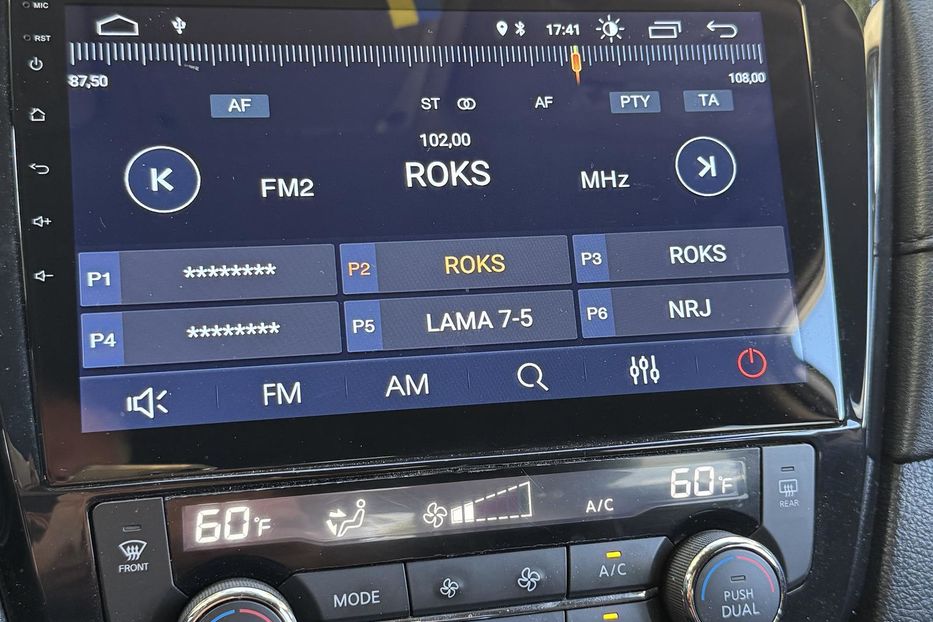 MIC
17:41
RST
87,50
108,00
AF ST AF PTY TA
102,00
ROKS
FM2 MHz
P1 ******** P2 ROKS P3 ROKS
P4 ******** P5 LAMA 7-5 P6 NRJ
FM AM
60°F A/C 60°F
REAR
FRONT
MODE A/C
PUSH
DUAL